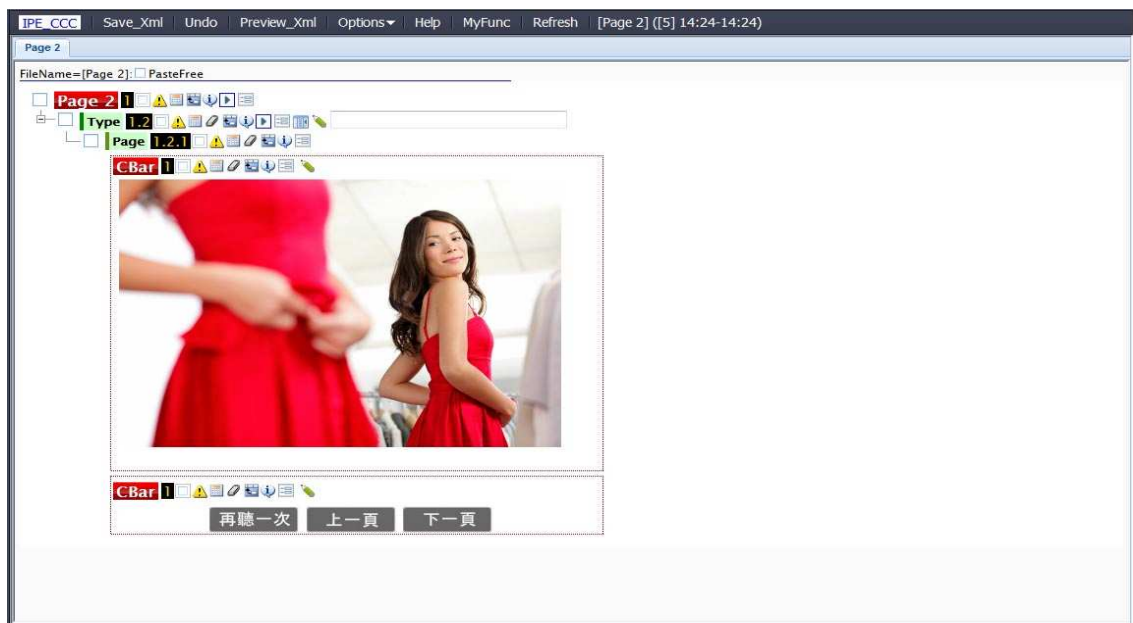 IPE_CCC Save_Xml Undo Preview_Xml Options Help MyFunc Refresh [Page 2] ([5] 14:24-14:24)
Page 2
FileName=[Page 2]: PasteFree
Page 2 1
Type 1.2
Page 1.2.1
CBar 1
CBar 1
再聽一次 上一頁 下一頁